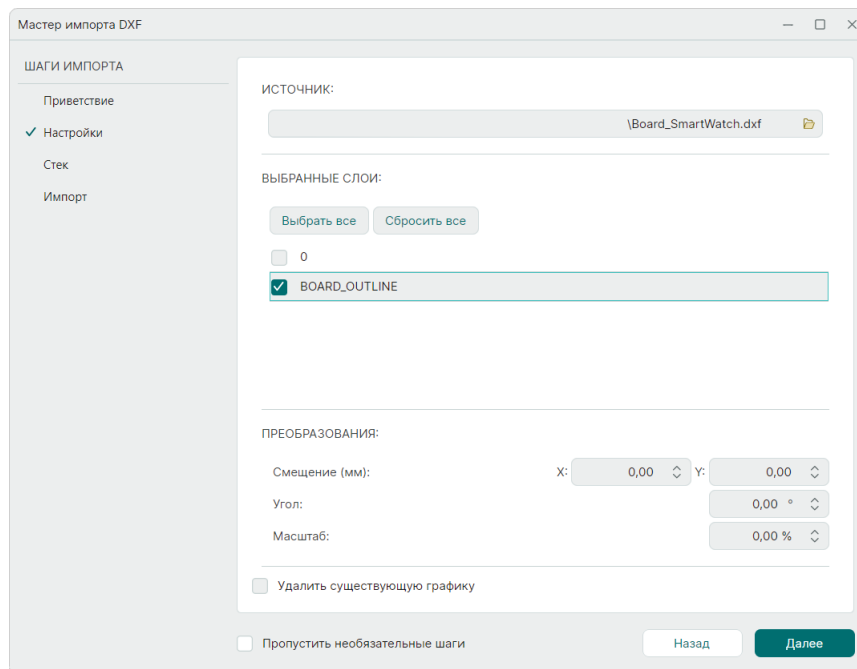 Мастер импорта DXF
ШАГИ ИМПОРТА
Приветствие
Настройки
Стек
Импорт
ИСТОЧНИК:
\Board_SmartWatch.dxf
ВЫБРАННЫЕ СЛОИ:
Выбрать все Сбросить все
0
BOARD_OUTLINE
ПРЕОБРАЗОВАНИЯ:
Смещение (мм): X: 0,00 Y: 0,00
Угол: 0,00 °
Масштаб: 0,00 %
Удалить существующую графику
Пропустить необязательные шаги Назад Далее